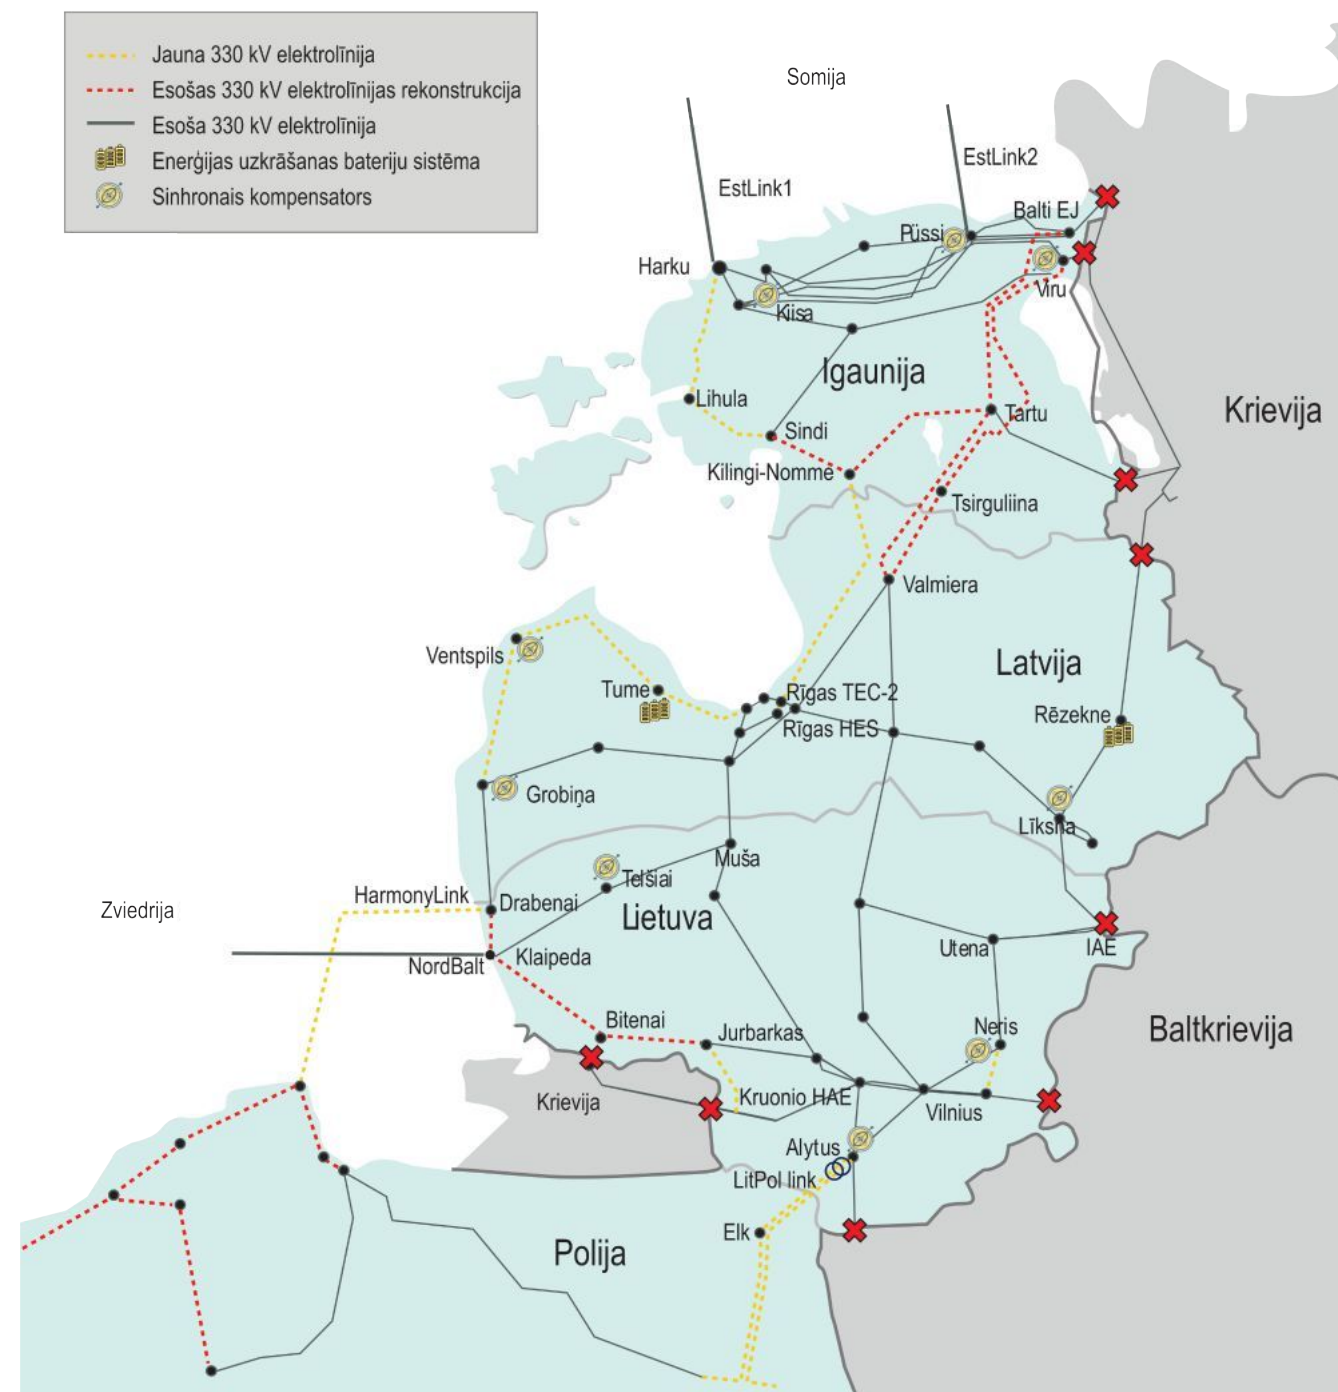 Jauna 330 kV elektrolīnija
Esošas 330 kV elektrolīnijas rekonstrukcija
Esoša 330 kV elektrolīnija
Enerģijas uzkrāšanas bateriju sistēma
Sinhronais kompensators
Somija
EstLink2
EstLink1
Balti EJ
Püssi
Harku
Viru
Kiisa
Igaunija
Lihula
Krievija
Tartu
Sindi
Kilingi-Nomme
Tsirguliina
Valmiera
Ventspils
Latvija
Tume
Rīgas TEC-2
Rēzekne
Rīgas HES
Grobiņa
Līksna
Muša
Telšiai
HarmonyLink
Drabenai
Zviedrija
Lietuva
Utena
IAE
NordBalt
Klaipeda
Bitenai
Jurbarkas
Neris
Baltkrievija
Krievija
Kruonio HAE
Vilnius
Alytus
LitPol link
Elk
Polija